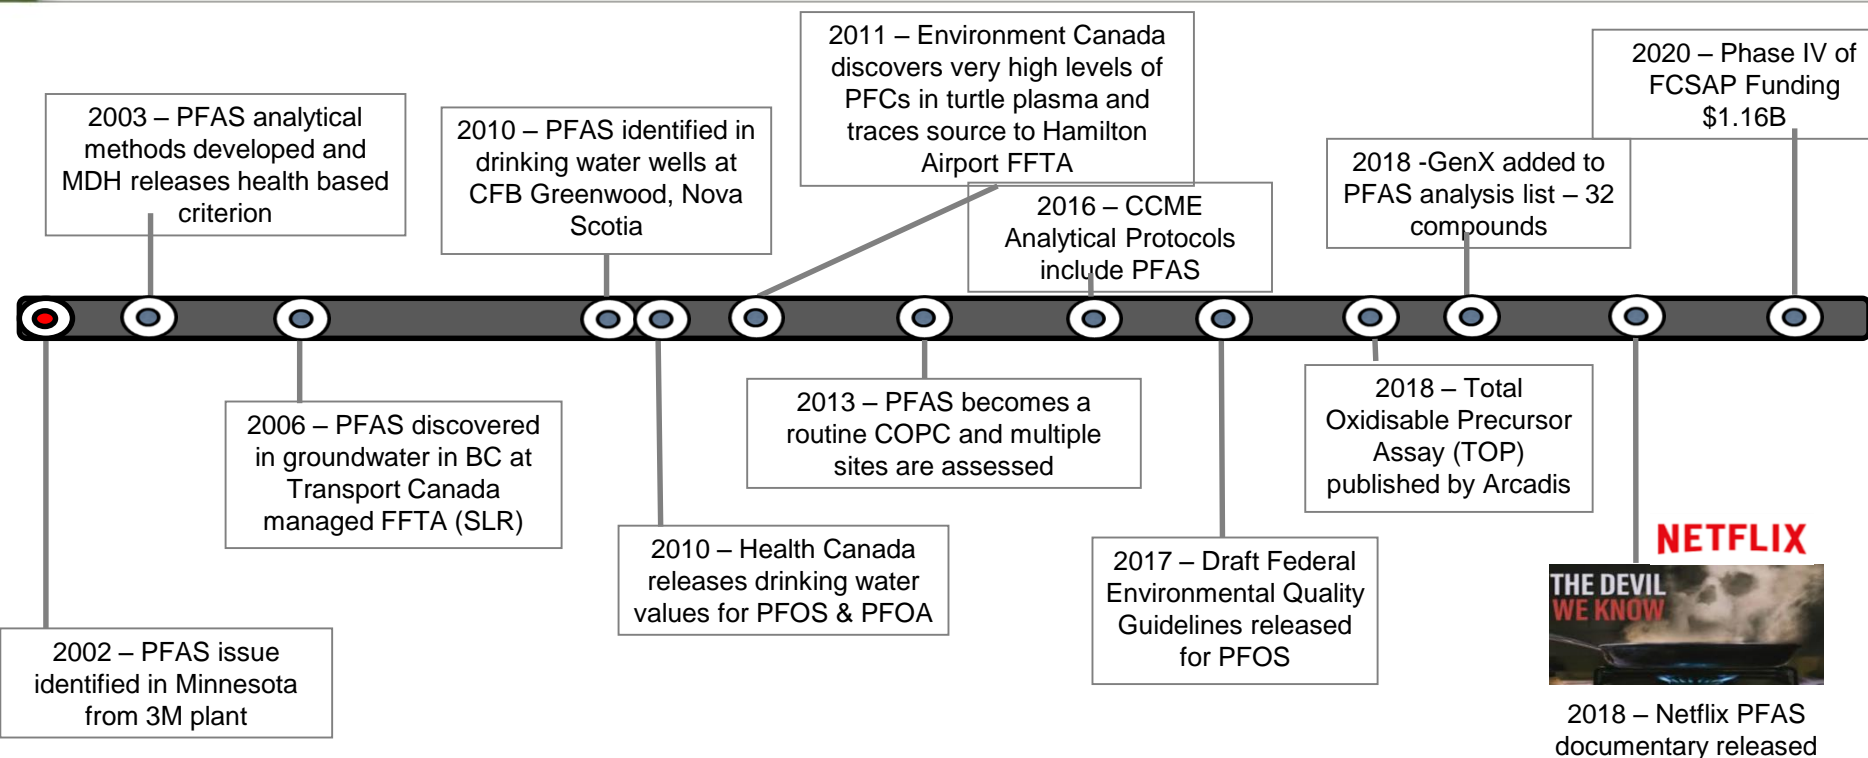 2003 – PFAS analytical
methods developed and
MDH releases health based
criterion
2010 – PFAS identified in
drinking water wells at
CFB Greenwood, Nova
Scotia
2011 – Environment Canada
discovers very high levels of
PFCs in turtle plasma and
traces source to Hamilton
Airport FFTA
2016 – CCME
Analytical Protocols
include PFAS
2018 -GenX added to
PFAS analysis list – 32
compounds
2020 – Phase IV of
FCSAP Funding
$1.16B
2002 – PFAS issue
identified in Minnesota
from 3M plant
2006 – PFAS discovered
in groundwater in BC at
Transport Canada
managed FFTA (SLR)
2010 – Health Canada
releases drinking water
values for PFOS & PFOA
2013 – PFAS becomes a
routine COPC and multiple
sites are assessed
2017 – Draft Federal
Environmental Quality
Guidelines released
for PFOS
2018 – Total
Oxidisable Precursor
Assay (TOP)
published by Arcadis
NETFLIX
THE DEVIL
WE KNOW
2018 – Netflix PFAS
documentary released